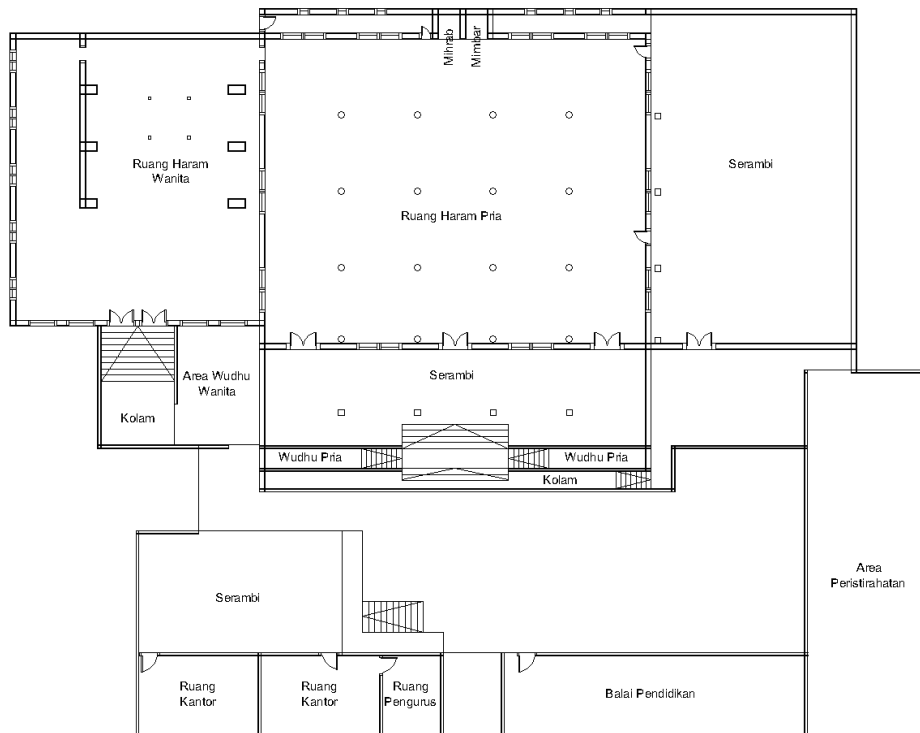 Mihrab
Mimbar
Ruang Haram
Wanita
Serambi
Ruang Haram Pria
Serambi
Area Wudhu
Wanita
Kolam
Wudhu Pria
Wudhu Pria
Kolam
Area
Peristirahatan
Serambi
Ruang
Kantor
Ruang
Kantor
Ruang
Pengurus
Balai Pendidikan